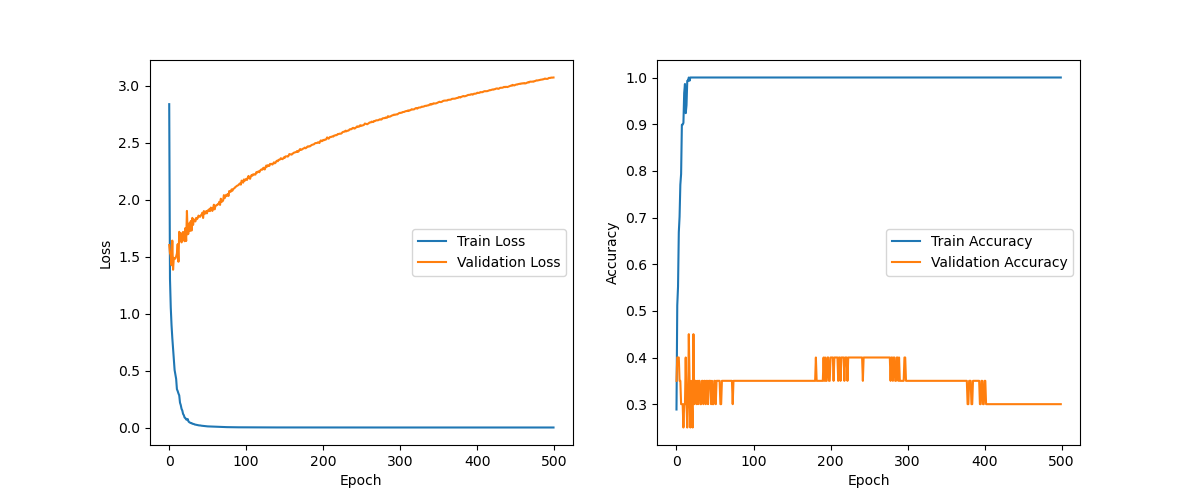 3.0
2.5
2.0
1.5
1.0
0.5
0.0
Loss
0 100 200 300 400 500
Epoch
Train Loss
Validation Loss
1.0
0.9
0.8
0.7
0.6
0.5
0.4
0.3
Accuracy
0 100 200 300 400 500
Epoch
Train Accuracy
Validation Accuracy